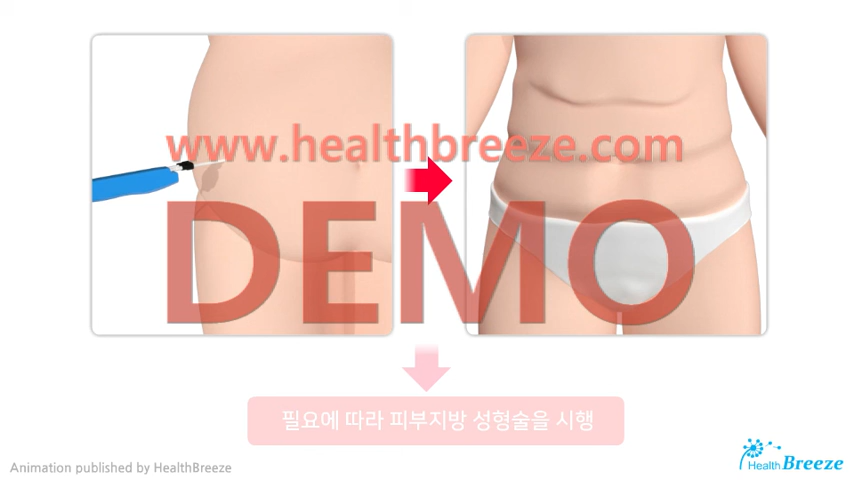 www.healthbreeze.com
DEMO
필요에 따라 피부지방 성형술을 시행
Animation published by HealthBreeze
Health Breeze